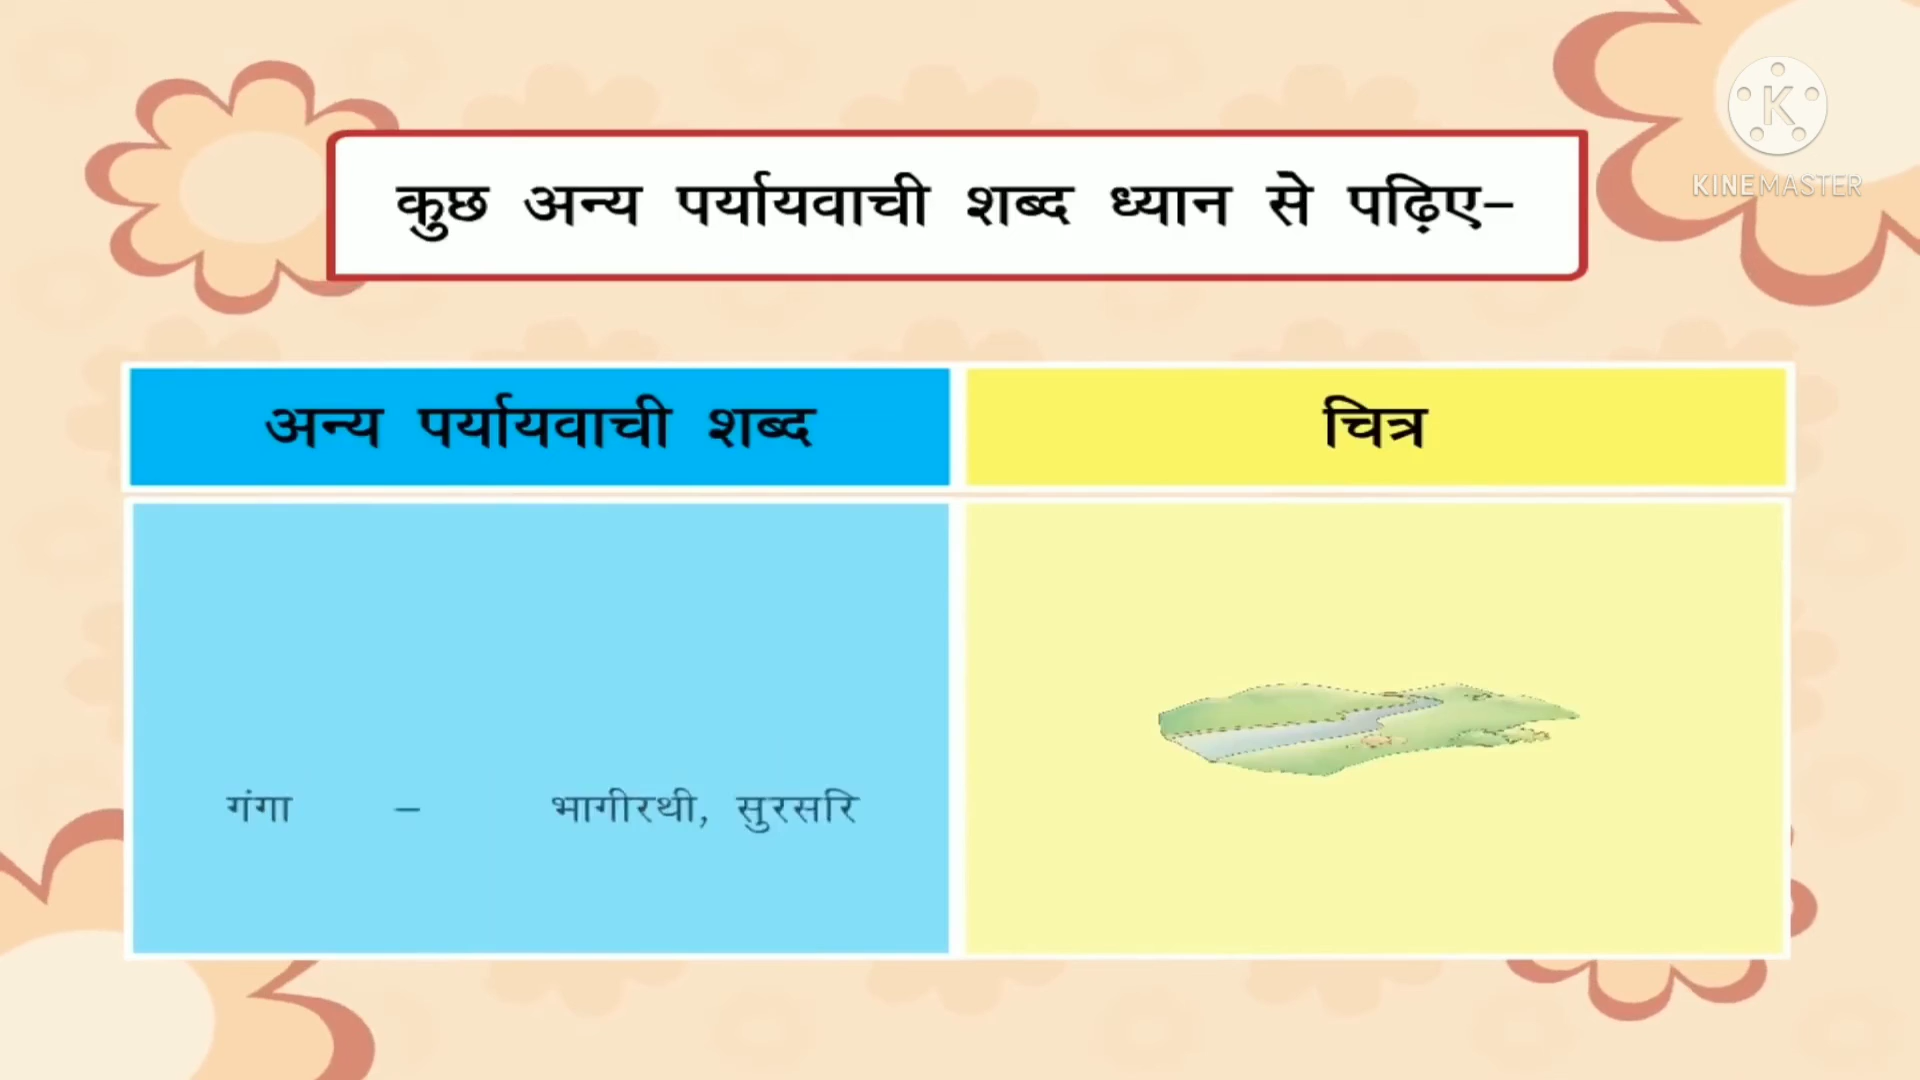 K
KINEMASTER
कुछ अन्य पर्यायवाची शब्द ध्यान से पढ़िए-
अन्य पर्यायवाची शब्द
चित्र
गंगा - भागीरथी, सुरसरि